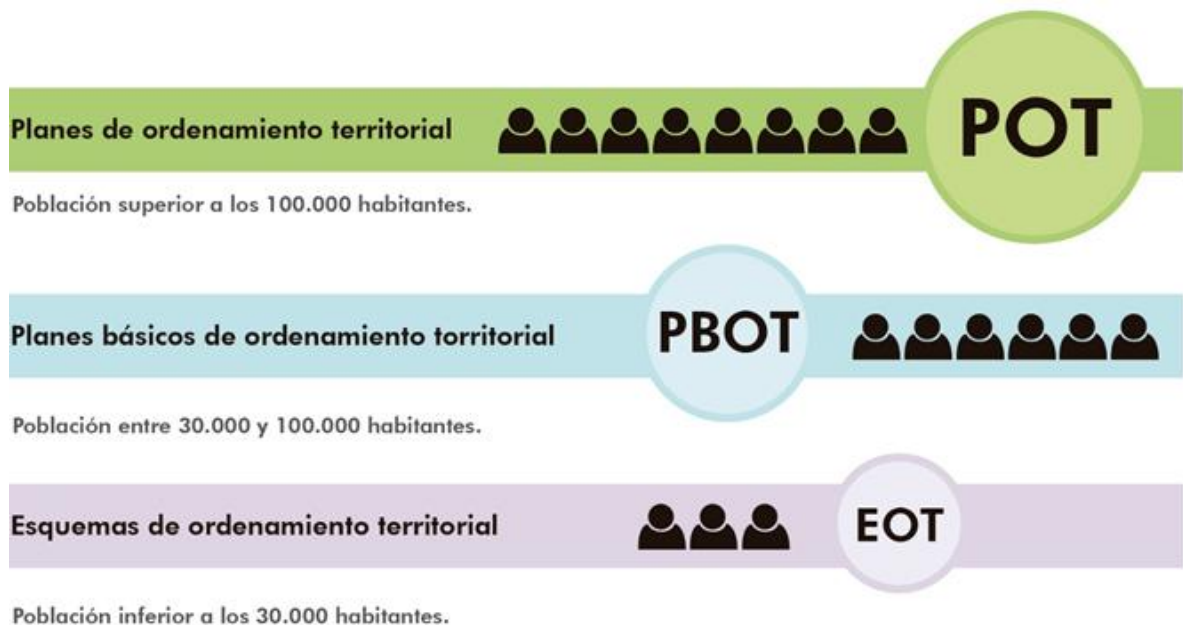 Planes de ordenamiento territorial
POT
Población superior a los 100.000 habitantes.
Planes básicos de ordenamiento torritorial
PBOT
Población entre 30.000 y 100.000 habitantes.
Esquemas de ordenamiento territorial
EOT
Población inferior a los 30.000 habitantes.